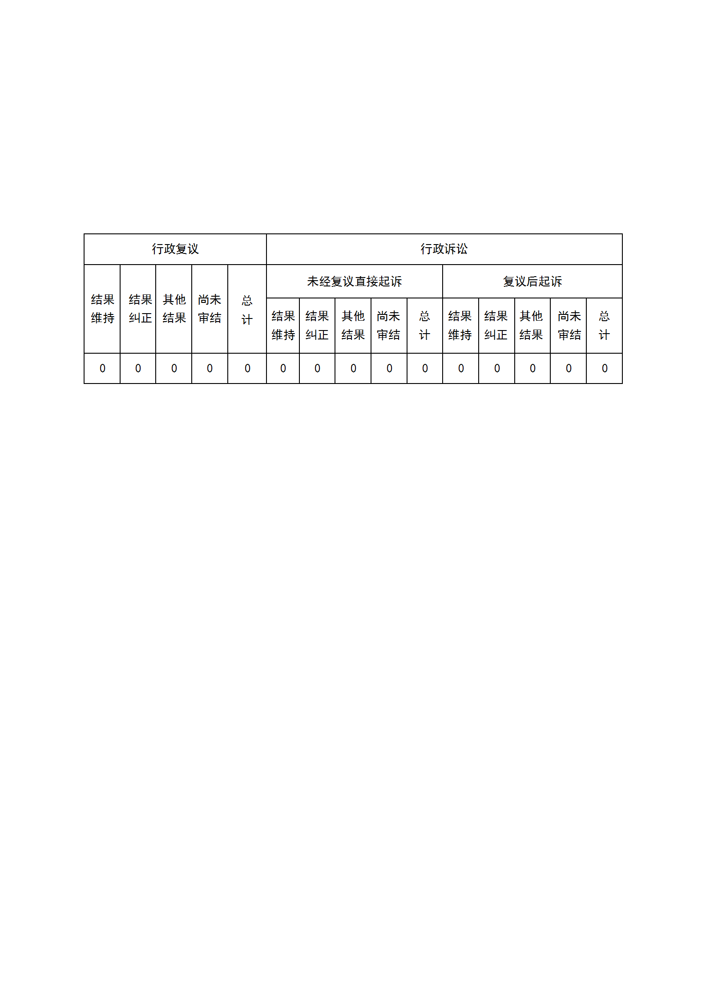 行政复议 行政诉讼
未经复议直接起诉 复议后起诉
结果 结果 其他 尚未 总
维持 纠正 结果 审结 计
结果 结果 其他 尚未 总 结果 结果 其他 尚未 总
维持 纠正 结果 审结 计 维持 纠正 结果 审结 计
0 0 0 0 0 0 0 0 0 0 0 0 0 0 0